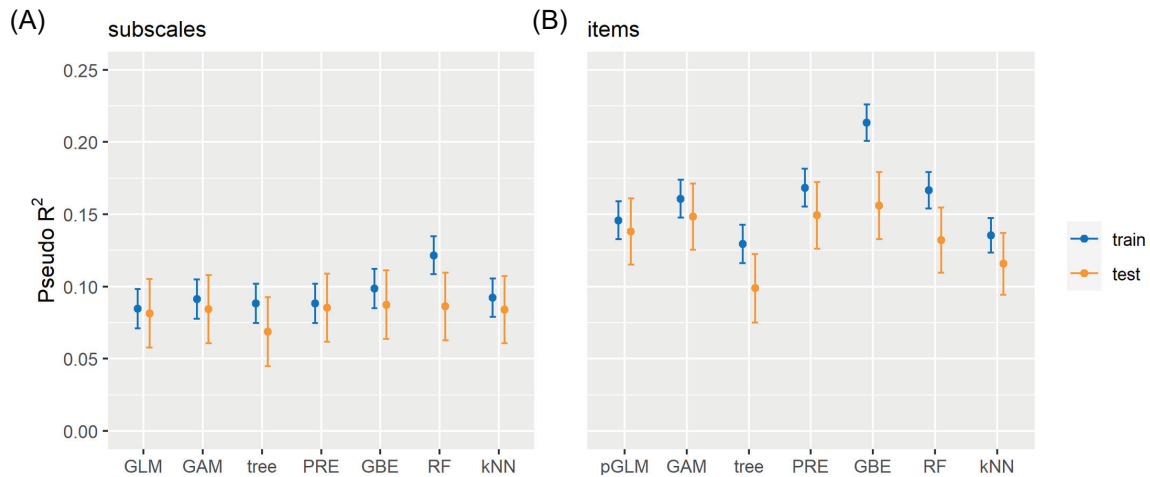 (A)
subscales
(B)
items
Pseudo R²
0.25
0.20
0.15
0.10
0.05
0.00
GLM GAM tree PRE GBE RF kNN
pGLM GAM tree PRE GBE RF kNN
train
test